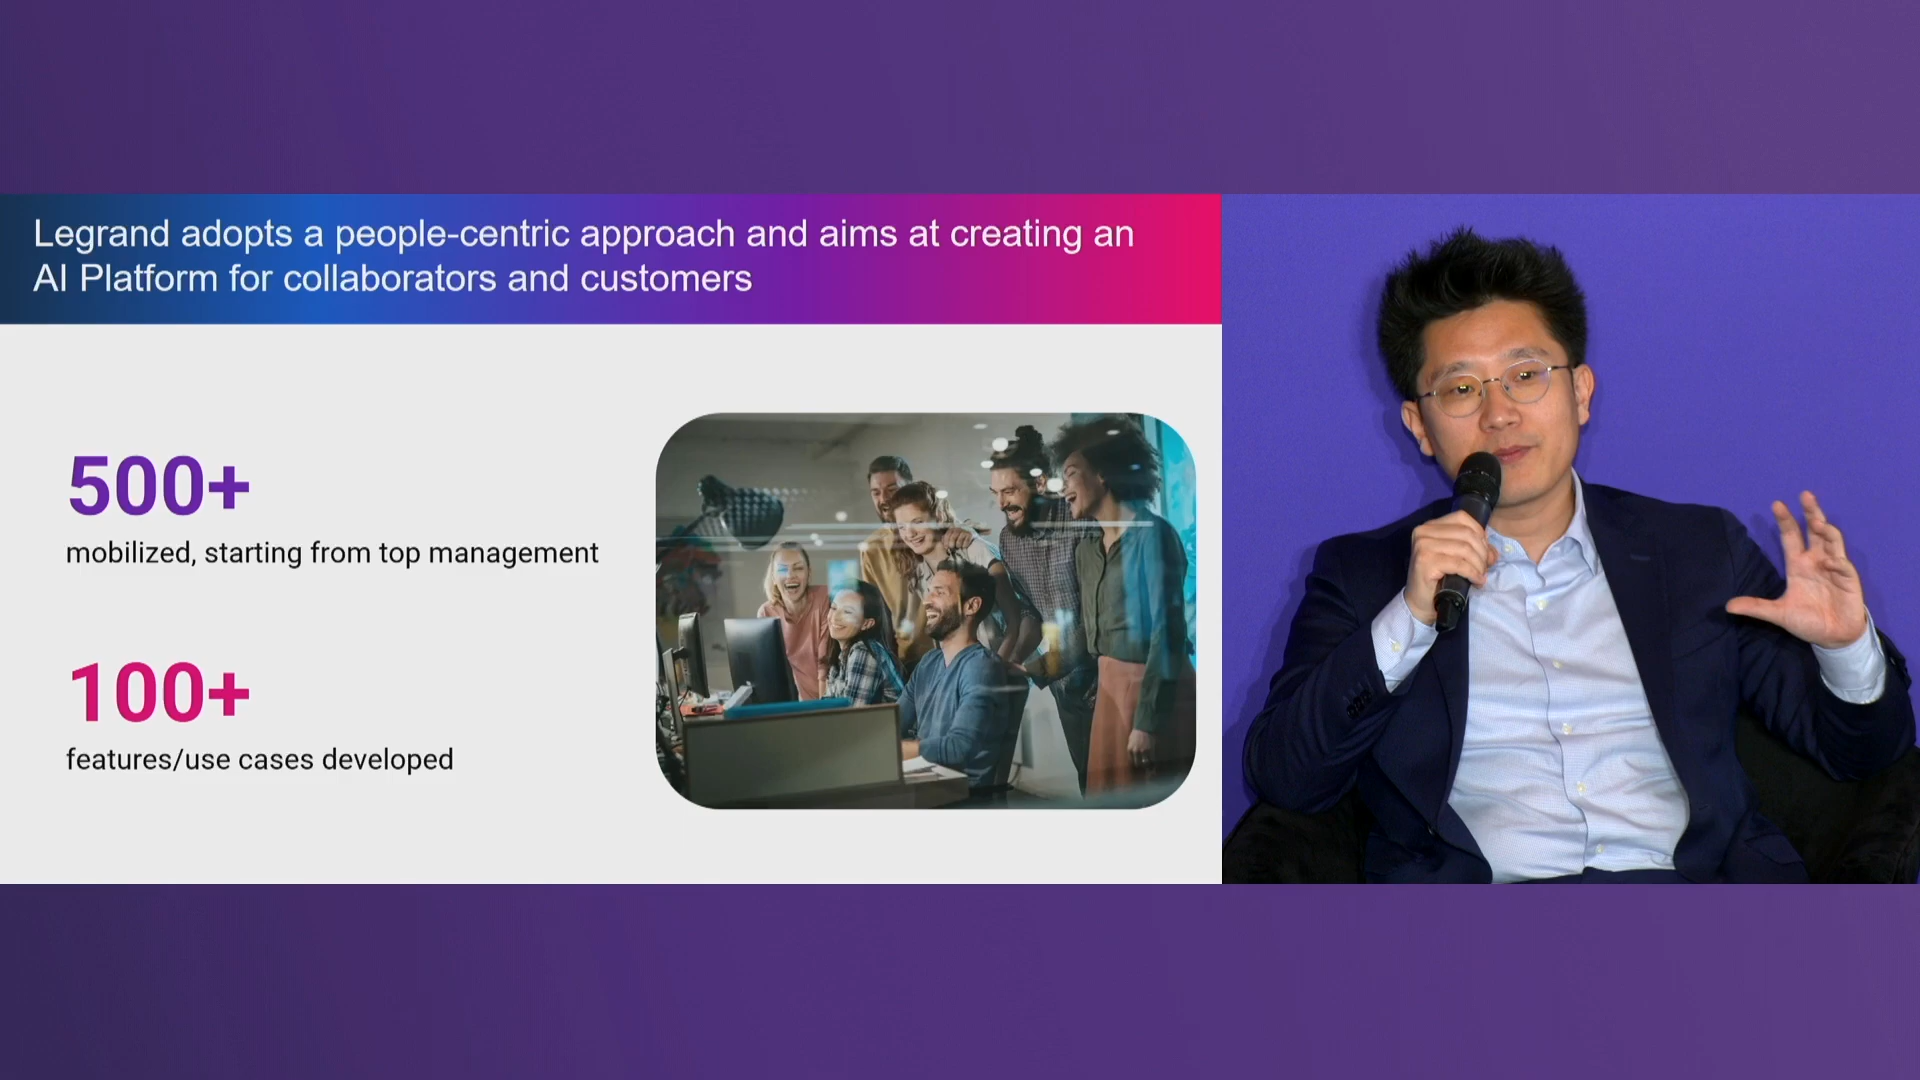 Legrand adopts a people-centric approach and aims at creating an
AI Platform for collaborators and customers
500+
mobilized, starting from top management
100+
features/use cases developed